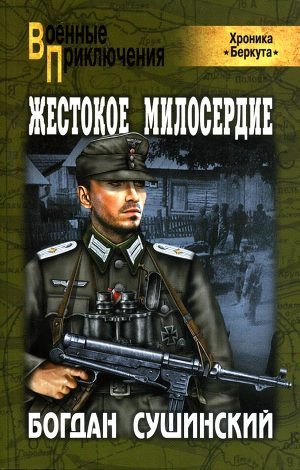 Военные
Приключения
Хроника
*Беркута*
ЖЕСТОКОЕ МИЛОСЕРДИЕ
БОГДАН СУШИНСКИЙ